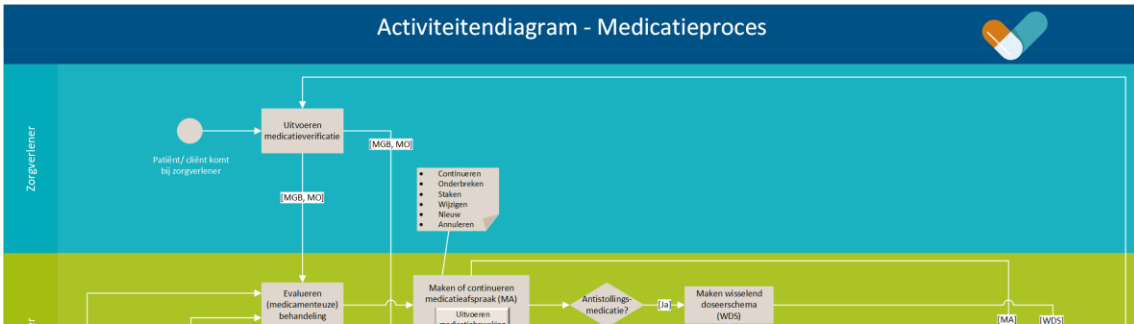 Activiteitendiagram - Medicatieproces
Zorgverlener
Uitvoeren
medicatieverificatie
[MGB, MO]
Patiënt/ cliënt komt
bij zorgverlener
• Continueren
• Onderbreken
• Staken
• Wijzigen
• Nieuw
• Annuleren
[MGB, MO]
Evalueren
(medicamenteuze)
behandeling
Maken of continueren
medicatieafspraak (MA)
Uitvoeren
Antistollings-
medicatie?
[Ja]
Maken wisselend
doseerschema
(WDS)
[MA]
[WDS]